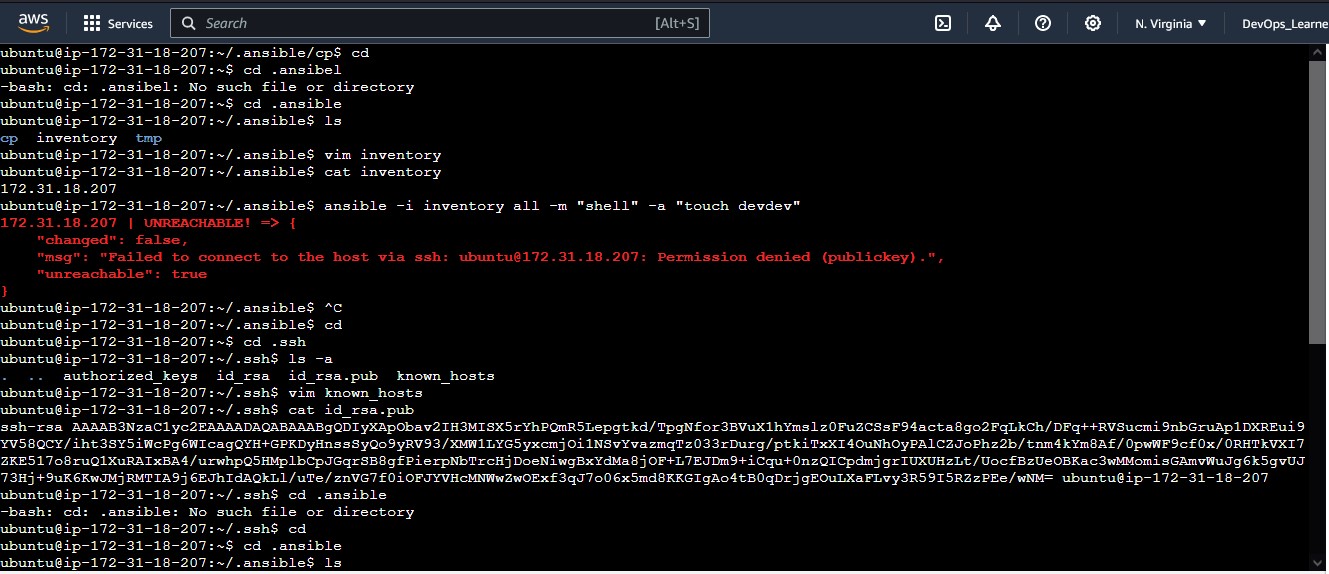 aws
Services
Search
[Alt+S]
N. Virginia
DevOps_Learne
ubuntu@ip-172-31-18-207:~/.ansible/cp$ cd
ubuntu@ip-172-31-18-207:~$ cd .ansibel
-bash: cd: .ansibel: No such file or directory
ubuntu@ip-172-31-18-207:~$ cd .ansible
ubuntu@ip-172-31-18-207:~/.ansible$ ls
cp  inventory  tmp
ubuntu@ip-172-31-18-207:~/.ansible$ vim inventory
ubuntu@ip-172-31-18-207:~/.ansible$ cat inventory
172.31.18.207
ubuntu@ip-172-31-18-207:~/.ansible$ ansible -i inventory all -m "shell" -a "touch devdev"
172.31.18.207 | UNREACHABLE! => {
    "changed": false,
    "msg": "Failed to connect to the host via ssh: ubuntu@172.31.18.207: Permission denied (publickey).",
    "unreachable": true
}
ubuntu@ip-172-31-18-207:~/.ansible$ ^C
ubuntu@ip-172-31-18-207:~/.ansible$ cd
ubuntu@ip-172-31-18-207:~$ cd .ssh
ubuntu@ip-172-31-18-207:~/.ssh$ ls -a
.  ..  authorized_keys  id_rsa  id_rsa.pub  known_hosts
ubuntu@ip-172-31-18-207:~/.ssh$ vim known_hosts
ubuntu@ip-172-31-18-207:~/.ssh$ cat id_rsa.pub
ssh-rsa AAAAB3NzaC1yc2EAAAADAQABAAABgQDIyXApObav2IH3MISX5rYhPQmR5Lepgtkd/TpgNfor3BVuX1hYmslz0FuZCSsF94acta8go2FqLkCh/DFq++RVSucmi9nbGruAp1DXREui9
YV58QCY/iht3SY5iWcPg6WIcagQYH+GPKDyHnssSyQo9yRV93/XMW1LYG5yxcmjOi1NSvYvazmqTz033rDurg/ptkiTxXI4OuNhOyPAlCZJoPhz2b/tnm4kYm8Af/0pwWF9cf0x/0RHTkVXI7
ZKE517o8ruQ1XuRAIxBA4/urwhpQ5HMplbCpJGqrSB8gfPierpNbTrcHjDoeNiwgBxYdMa8jOF+L7EJDm9+iCqu+0nzQICpdmjgrIUXUHzLt/UocfBzUeOBKac3wMMomisGAmvWuJg6k5gvUJ
73Hj+9uK6KwJMjRMTIA9j6EJhIdAQkLl/uTe/znVG7f0iOFJYVHcMNWwZwOExf3qJ7o06x5md8KKGIgAo4tB0qDrjgEOuLXaFLvy3R59I5RZzPEe/wNM= ubuntu@ip-172-31-18-207
ubuntu@ip-172-31-18-207:~/.ssh$ cd .ansible
-bash: cd: .ansible: No such file or directory
ubuntu@ip-172-31-18-207:~/.ssh$ cd
ubuntu@ip-172-31-18-207:~$ cd .ansible
ubuntu@ip-172-31-18-207:~/.ansible$ ls